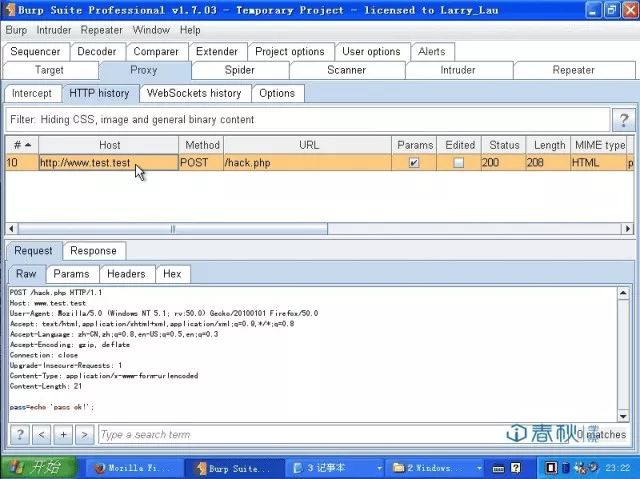 Burp Suite Professional v1.7.03 - Temporary Project - licensed to Larry_Lau
Burp Intruder Repeater Window Help
Sequencer Decoder Comparer Extender Project options User options Alerts
Target Proxy Spider Scanner Intruder Repeater
Intercept HTTP history WebSockets history Options
Filter: Hiding CSS, image and general binary content ?
# Host Method URL Params Edited Status Length MIME type
10 http://www.test.test POST /hack.php 200 208 HTML p
Request Response
Raw Params Headers Hex
POST /hack.php HTTP/1.1
Host: www.test.test
User-Agent: Mozilla/5.0 (Windows NT 5.1; rv:50.0) Gecko/20100101 Firefox/50.0
Accept: text/html,application/xhtml+xml,application/xml;q=0.9,*/*;q=0.8
Accept-Language: zh-CN,zh;q=0.8,en-US;q=0.5,en;q=0.3
Accept-Encoding: gzip, deflate
Connection: close
Upgrade-Insecure-Requests: 1
Content-Type: application/x-www-form-urlencoded
Content-Length: 21
pass=echo 'pass ok!';
? < + > Type a search term 0 matches
春秋
开始 Mozilla Fi... Burp Suite... 3 记事本 2 Windows... 23:22